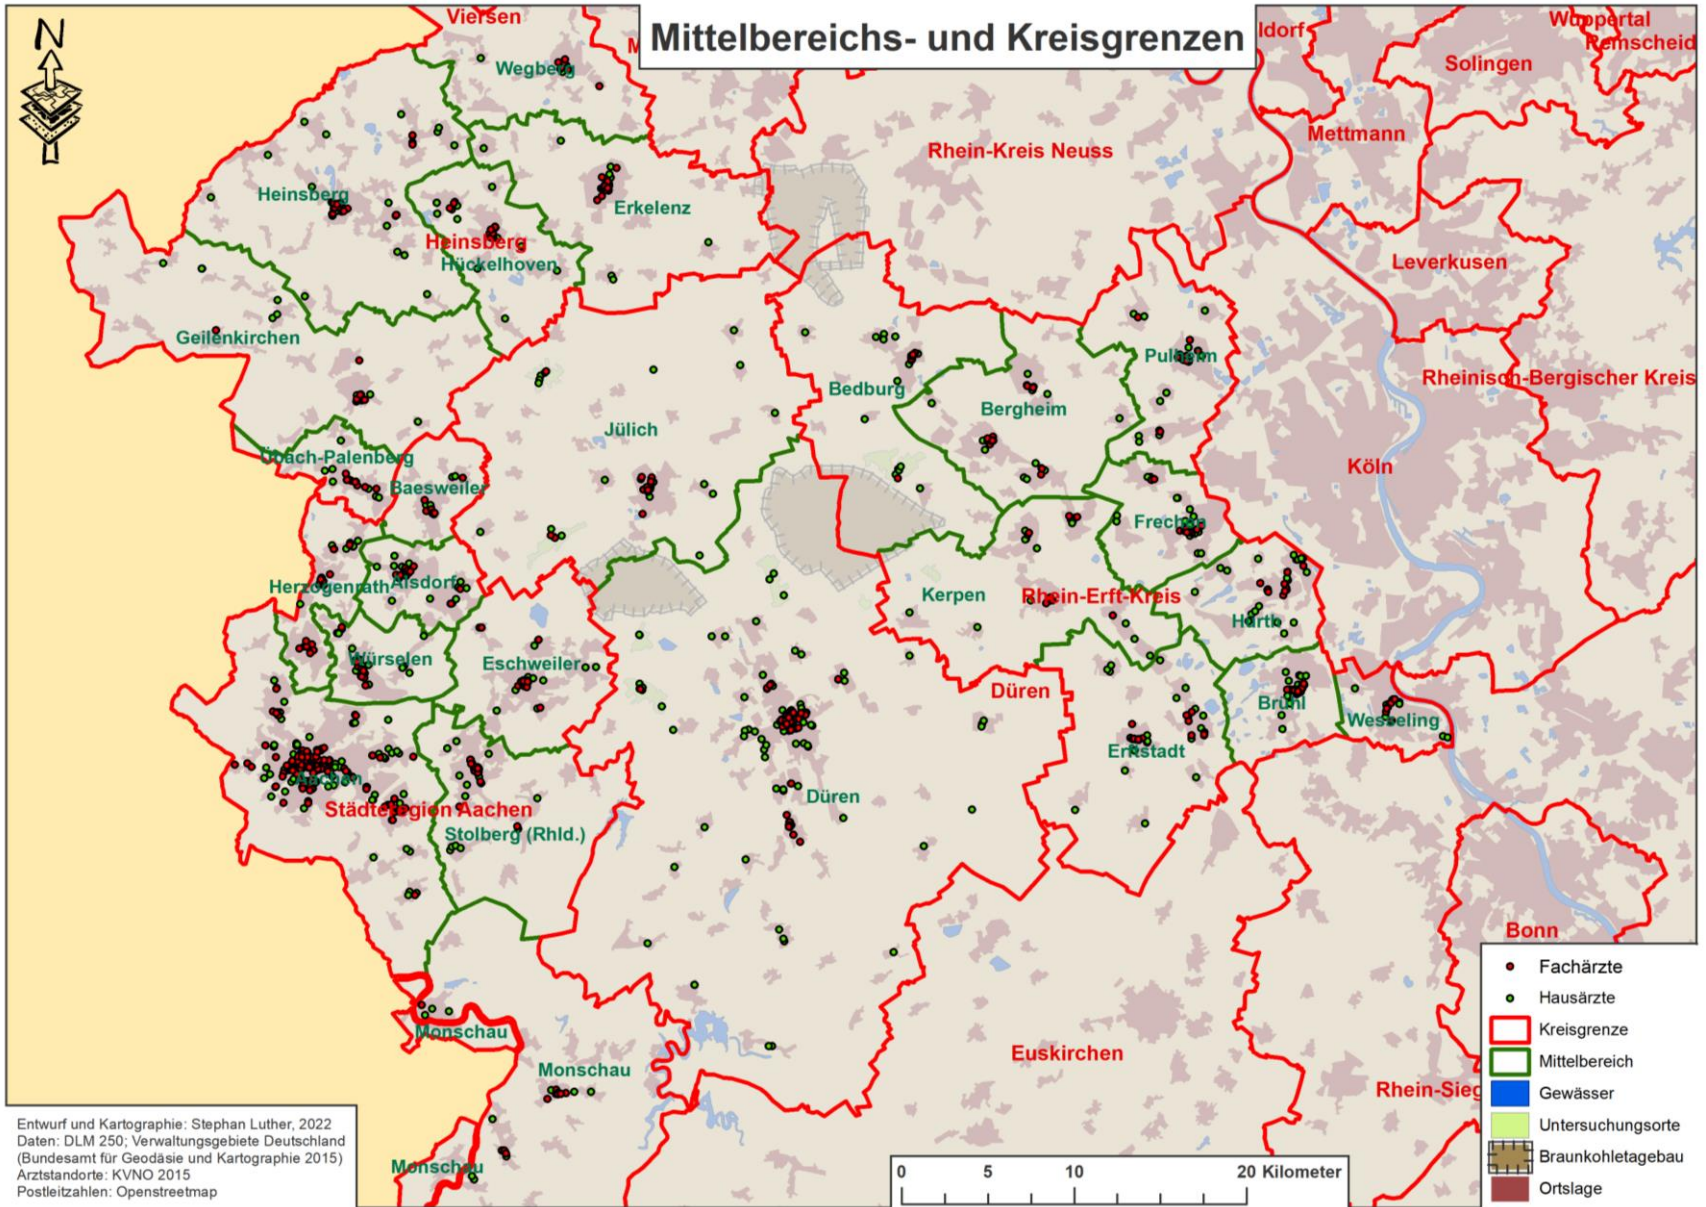 Mittelbereichs- und Kreisgrenzen
N
Viersen
M
ldorf
Wuppertal
Remscheid
Solingen
Wegberg
Mettmann
Rhein-Kreis Neuss
Heinsberg
Erkelenz
Heinsberg
Hückelhoven
Leverkusen
Geilenkirchen
Pulheim
Rheinisch-Bergischer Kreis
Bedburg
Bergheim
Jülich
Übach-Palenberg
Köln
Baesweiler
Frechen
Herzogenrath
Alsdorf
Kerpen
Rhein-Erft-Kreis
Hürth
Würselen
Eschweiler
Düren
Brühl
Wesseling
Erftstadt
Aachen
Düren
Städteregion Aachen
Stolberg (Rhld.)
Bonn
Monschau
Euskirchen
Monschau
Rhein-Sieg
Monschau
Fachärzte
Hausärzte
Kreisgrenze
Mittelbereich
Gewässer
Untersuchungsorte
Braunkohletagebau
Ortslage
0 5 10 20 Kilometer
Entwurf und Kartographie: Stephan Luther, 2022
Daten: DLM 250; Verwaltungsgebiete Deutschland
(Bundesamt für Geodäsie und Kartographie 2015)
Arztstandorte: KVNO 2015
Postleitzahlen: Openstreetmap